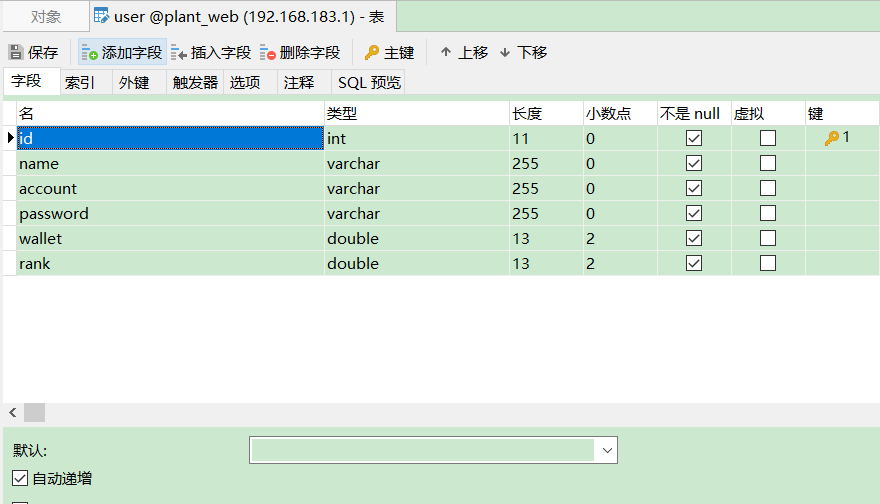 对象 user @plant_web (192.168.183.1) - 表
保存 添加字段 插入字段 删除字段 主键 上移 下移
字段 索引 外键 触发器 选项 注释 SQL 预览
名 类型 长度 小数点 不是 null 虚拟 键
id int 11 0 1
name varchar 255 0
account varchar 255 0
password varchar 255 0
wallet double 13 2
rank double 13 2
默认:
自动递增